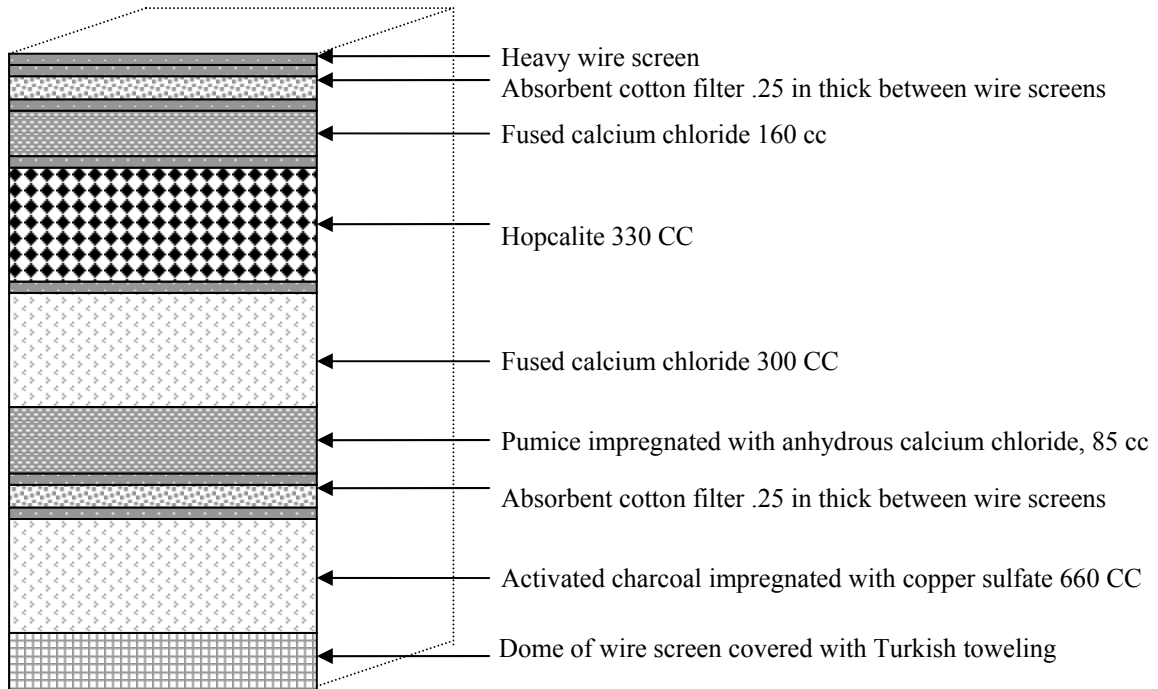 Heavy wire screen
Absorbent cotton filter .25 in thick between wire screens
Fused calcium chloride 160 cc
Hopcalite 330 CC
Fused calcium chloride 300 CC
Pumice impregnated with anhydrous calcium chloride, 85 cc
Absorbent cotton filter .25 in thick between wire screens
Activated charcoal impregnated with copper sulfate 660 CC
Dome of wire screen covered with Turkish toweling